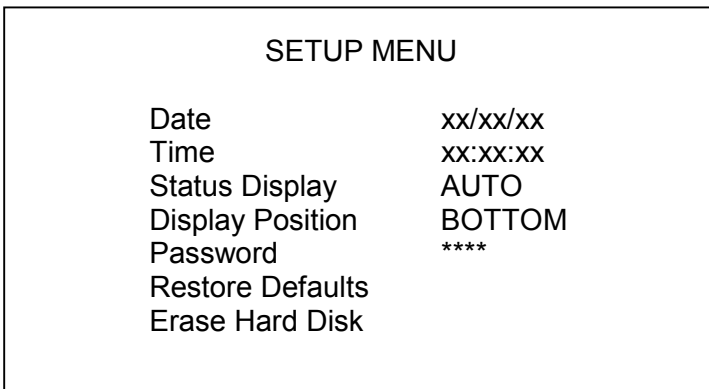 SETUP MENU
Date xx/xx/xx
Time xx:xx:xx
Status Display AUTO
Display Position BOTTOM
Password ****
Restore Defaults
Erase Hard Disk